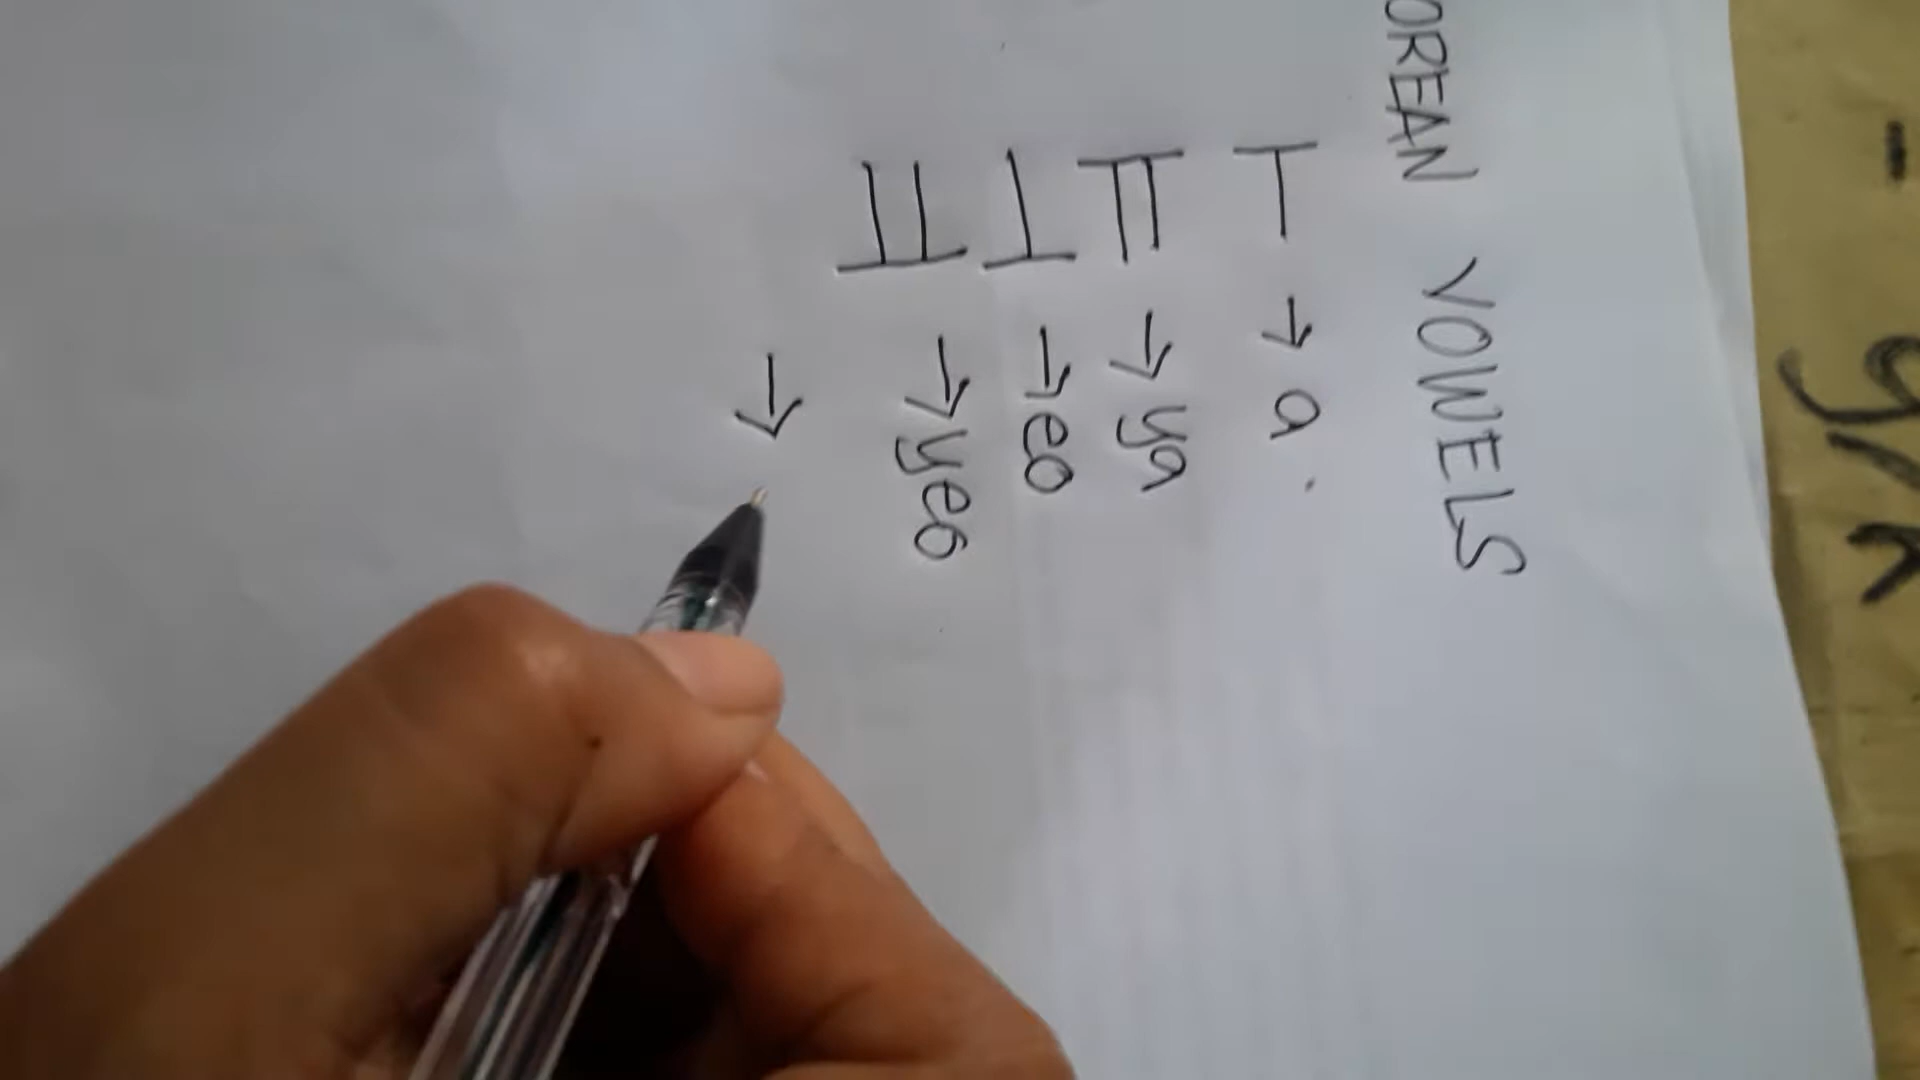 - g/k
OREAN VOWELS
ㅏ → a
ㅑ → ya
ㅓ → eo
ㅕ → yeo
→